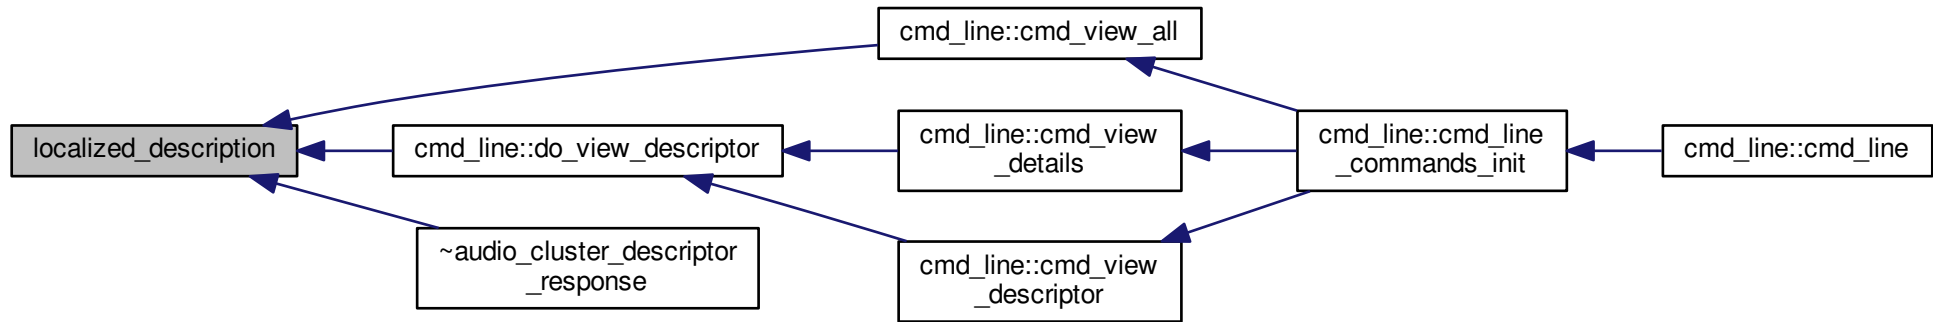 cmd_line::cmd_view_all
localized_description
cmd_line::do_view_descriptor
cmd_line::cmd_view
_details
cmd_line::cmd_line
_commands_init
cmd_line::cmd_line
~audio_cluster_descriptor
_response
cmd_line::cmd_view
_descriptor